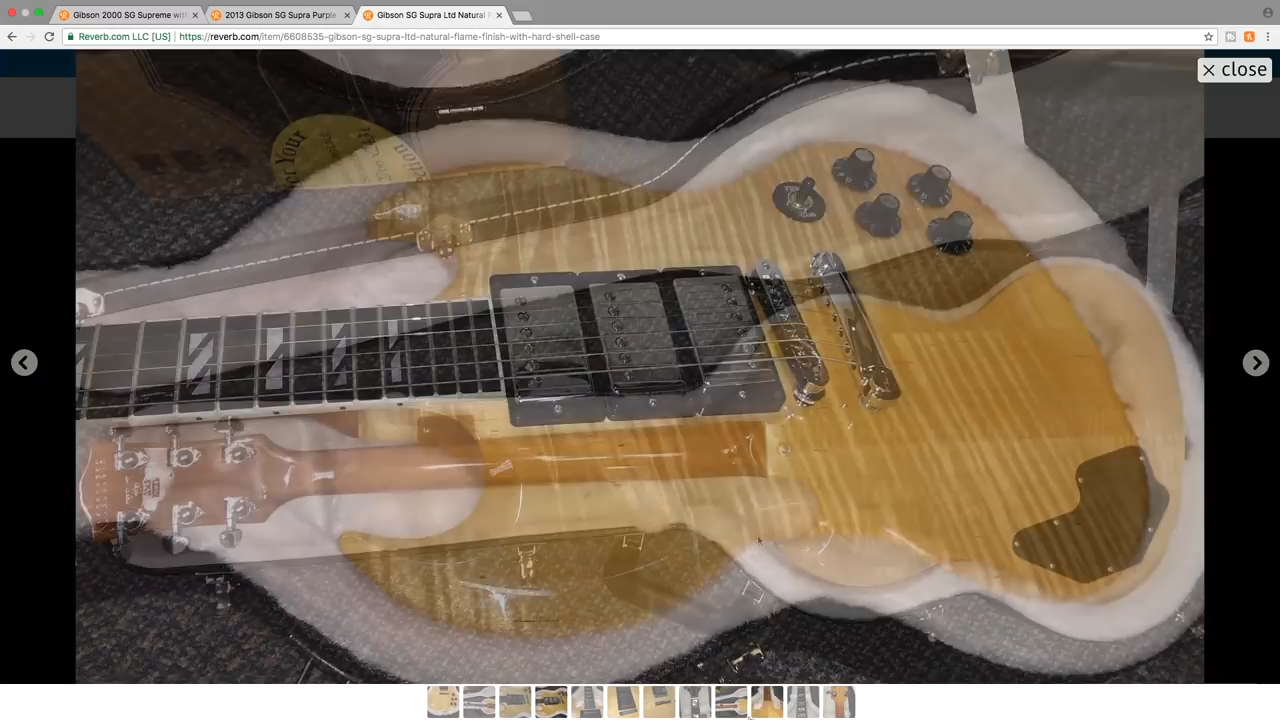 Gibson 2000 SG Supreme wit
2013 Gibson SG Supra Purple
Gibson SG Supra Ltd Natural F
Reverb.com LLC [US]
https://reverb.com/item/6608535-gibson-sg-supra-ltd-natural-flame-finish-with-hard-shell-case
close
Your